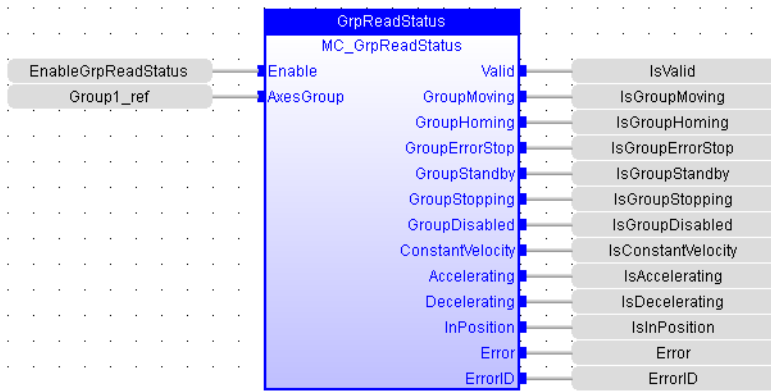 GrpReadStatus
MC_GrpReadStatus
EnableGrpReadStatus Enable Valid IsValid
Group1_ref AxesGroup GroupMoving IsGroupMoving
GroupHoming IsGroupHoming
GroupErrorStop IsGroupErrorStop
GroupStandby IsGroupStandby
GroupStopping IsGroupStopping
GroupDisabled IsGroupDisabled
ConstantVelocity IsConstantVelocity
Accelerating IsAccelerating
Decelerating IsDecelerating
InPosition IsInPosition
Error Error
ErrorID ErrorID